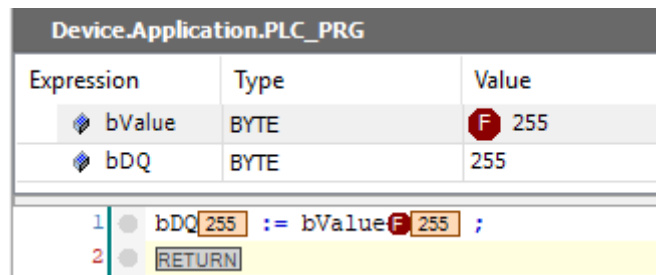 Device.Application.PLC_PRG
Expression Type Value
bValue BYTE F 255
bDQ BYTE 255
1 bDQ 255 := bValue F 255 ;
2 RETURN